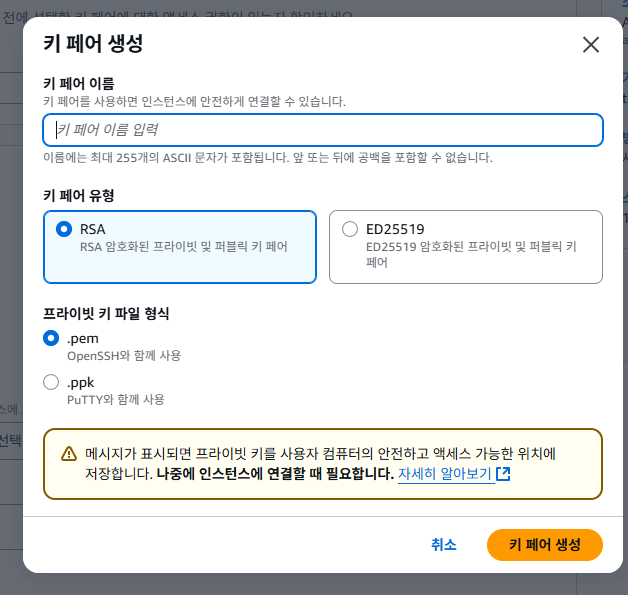 키 페어 생성
키 페어 이름
키 페어를 사용하면 인스턴스에 안전하게 연결할 수 있습니다.
키 페어 이름 입력
이름에는 최대 255개의 ASCII 문자가 포함됩니다. 앞 또는 뒤에 공백을 포함할 수 없습니다.
키 페어 유형
RSA
RSA 암호화된 프라이빗 및 퍼블릭 키 페어
ED25519
ED25519 암호화된 프라이빗 및 퍼블릭 키
페어
프라이빗 키 파일 형식
.pem
OpenSSH와 함께 사용
.ppk
PuTTY와 함께 사용
메시지가 표시되면 프라이빗 키를 사용자 컴퓨터의 안전하고 액세스 가능한 위치에
저장합니다. 나중에 인스턴스에 연결할 때 필요합니다. 자세히 알아보기
취소
키 페어 생성